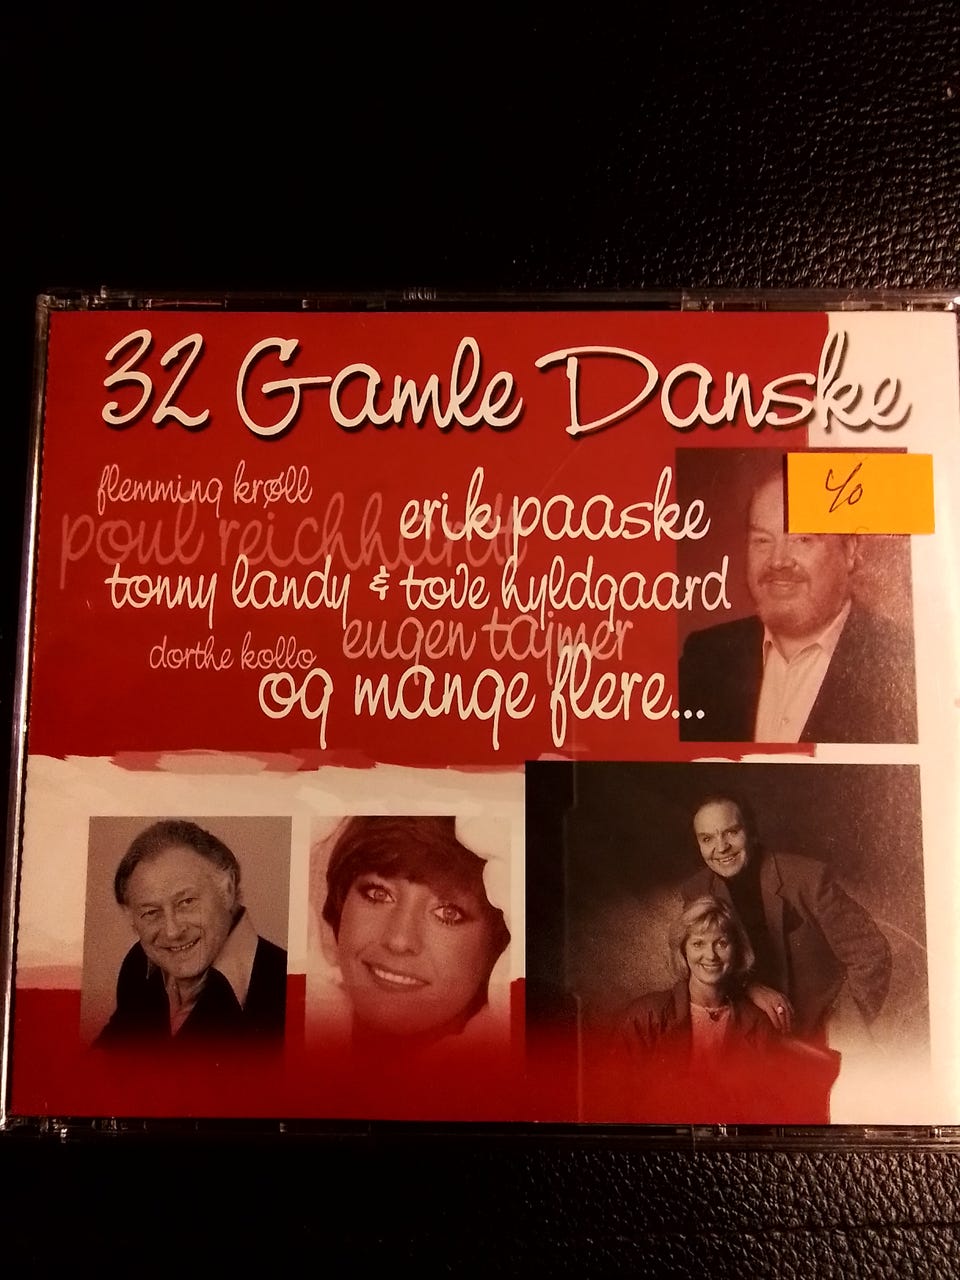 32 Gamle Danske
flemming krøll
poul reichhardt
erik paaske
tonny landy & tove hyldgaard
eugen tajmer
dorthe kollo
og mange flere...